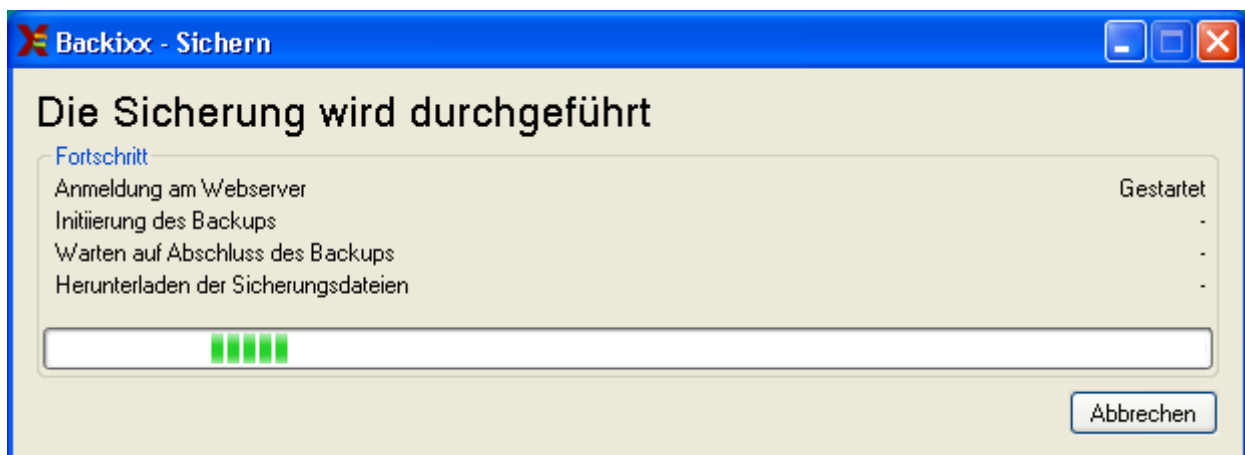 Backixx - Sichern
Die Sicherung wird durchgeführt
Fortschritt
Anmeldung am Webserver Gestartet
Initiierung des Backups -
Warten auf Abschluss des Backups -
Herunterladen der Sicherungsdateien -
Abbrechen